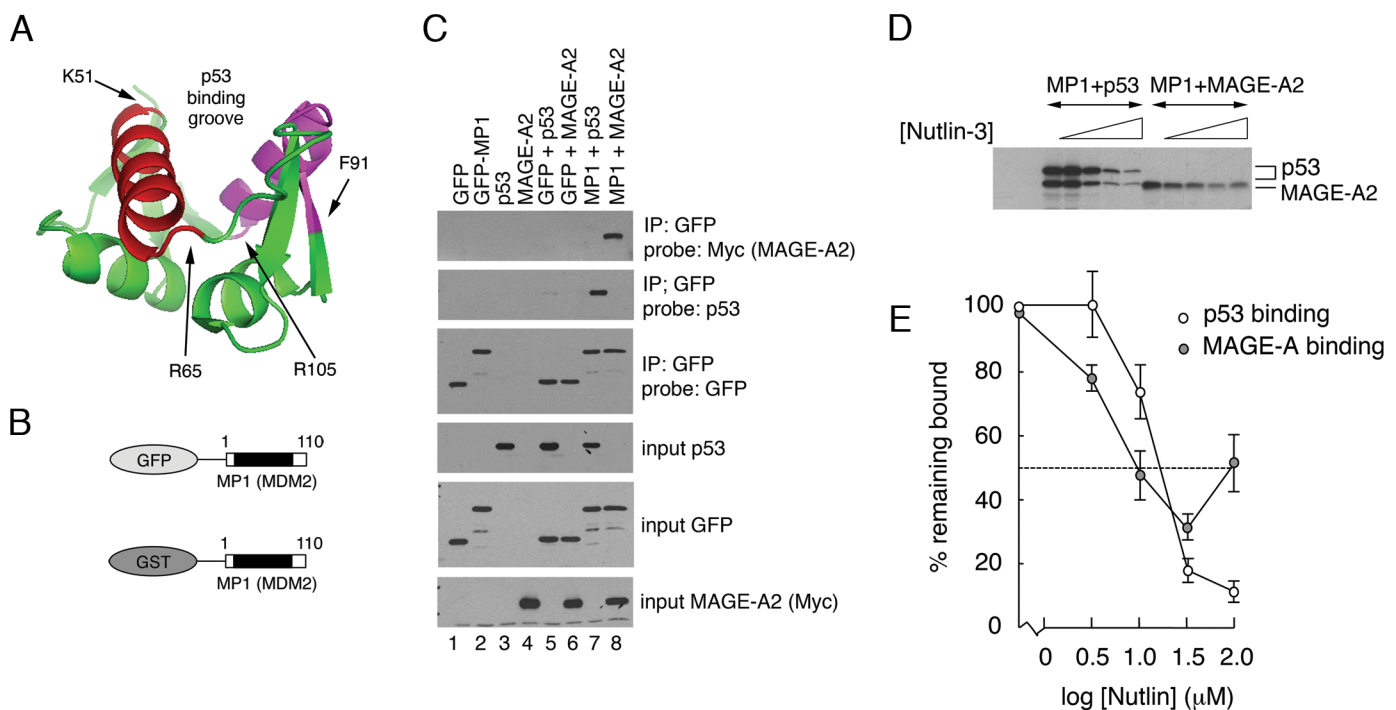 A
K51
p53
binding
groove
F91
R65
R105
B
GFP
1
110
MP1 (MDM2)
GST
1
110
MP1 (MDM2)
C
GFP
GFP-MP1
p53
MAGE-A2
GFP + p53
GFP + MAGE-A2
MP1 + p53
MP1 + MAGE-A2
IP: GFP
probe: Myc (MAGE-A2)
IP; GFP
probe: p53
IP: GFP
probe: GFP
input p53
input GFP
input MAGE-A2 (Myc)
1 2 3 4 5 6 7 8
D
MP1+p53 MP1+MAGE-A2
[Nutlin-3]
p53
MAGE-A2
E
p53 binding
MAGE-A binding
% remaining bound
100
80
60
40
20
0
0 0.5 1.0 1.5 2.0
log [Nutlin] (μM)